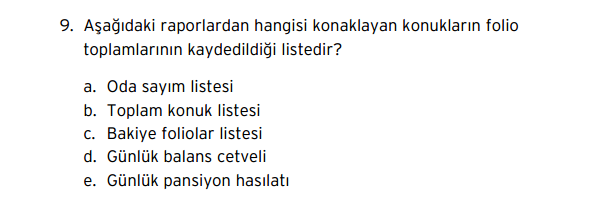 9. Aşağıdaki raporlardan hangisi konaklayan konukların folio
toplamlarının kaydedildiği listedir?
a. Oda sayım listesi
b. Toplam konuk listesi
c. Bakiye foliolar listesi
d. Günlük balans cetveli
e. Günlük pansiyon hasılatı